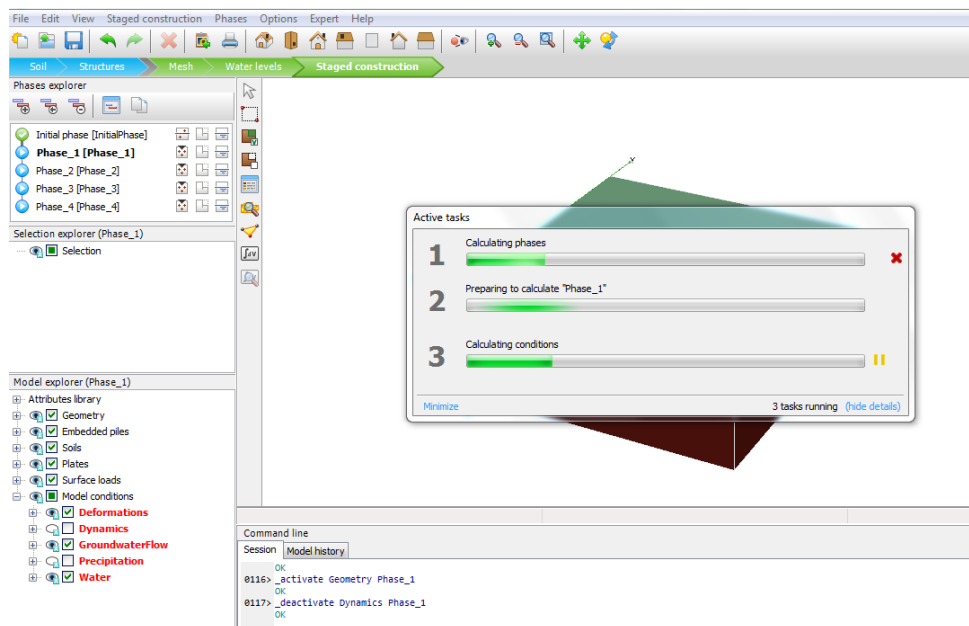 File Edit View Staged construction Phases Options Expert Help
Soil Structures Mesh Water levels Staged construction
Phases explorer
Initial phase [InitialPhase]
Phase_1 [Phase_1]
Phase_2 [Phase_2]
Phase_3 [Phase_3]
Phase_4 [Phase_4]
Selection explorer (Phase_1)
Selection
Model explorer (Phase_1)
Attributes library
Geometry
Embedded piles
Soils
Plates
Surface loads
Model conditions
Deformations
Dynamics
GroundwaterFlow
Precipitation
Water
∫dv
x
Active tasks
1 Calculating phases
2 Preparing to calculate "Phase_1"
3 Calculating conditions
Minimize 3 tasks running (hide details)
Command line
Session Model history
OK
0116> _activate Geometry Phase_1
OK
0117> _deactivate Dynamics Phase_1
OK